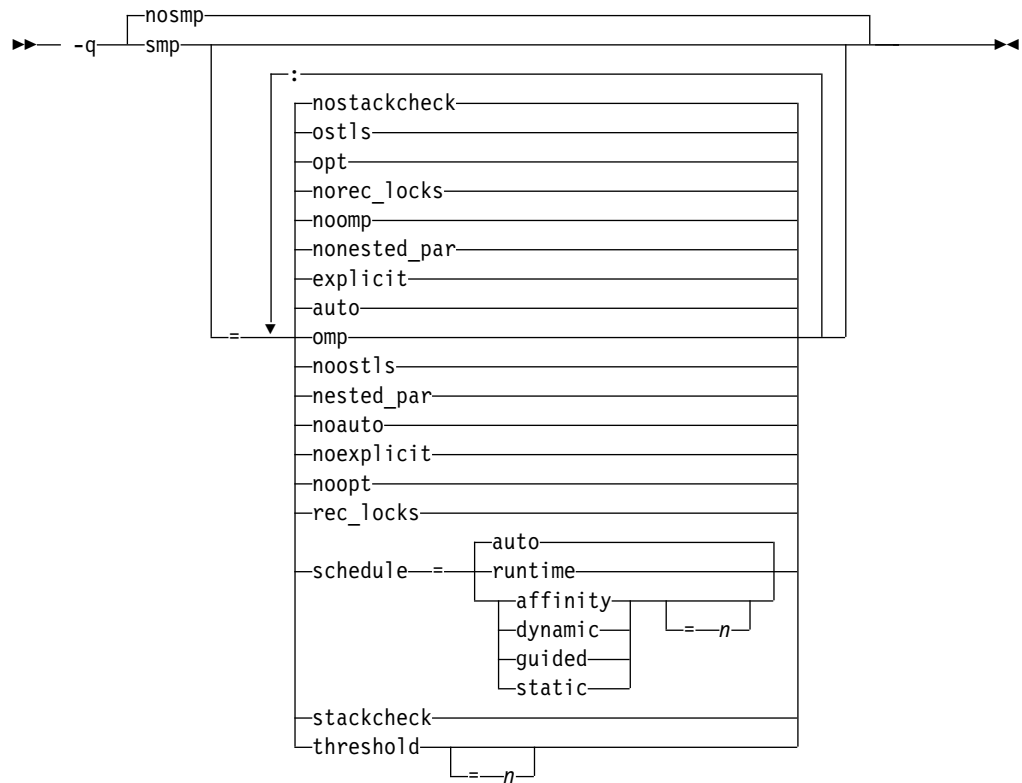 nosmp
-q smp
:
nostackcheck
ostls
opt
norec_locks
noomp
nonested_par
explicit
auto
= omp
noostls
nested_par
noauto
noexplicit
noopt
rec_locks
auto
schedule = runtime
affinity
dynamic = n
guided
static
stackcheck
threshold
= n